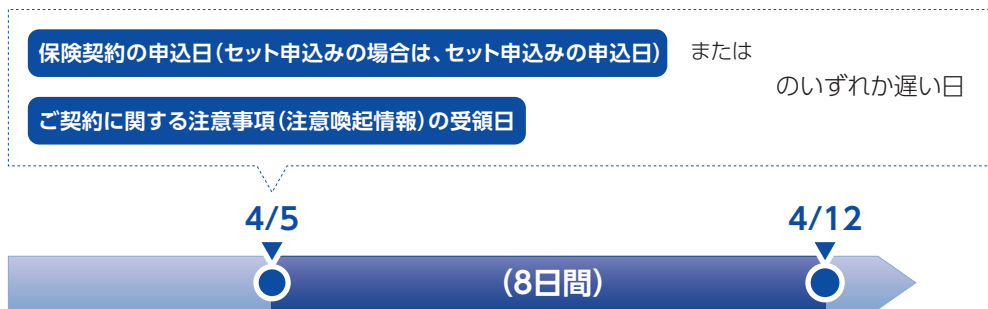 保険契約の申込日(セット申込みの場合は、セット申込みの申込日)
または
のいずれか遅い日
ご契約に関する注意事項(注意喚起情報)の受領日
4/5
4/12
(8日間)